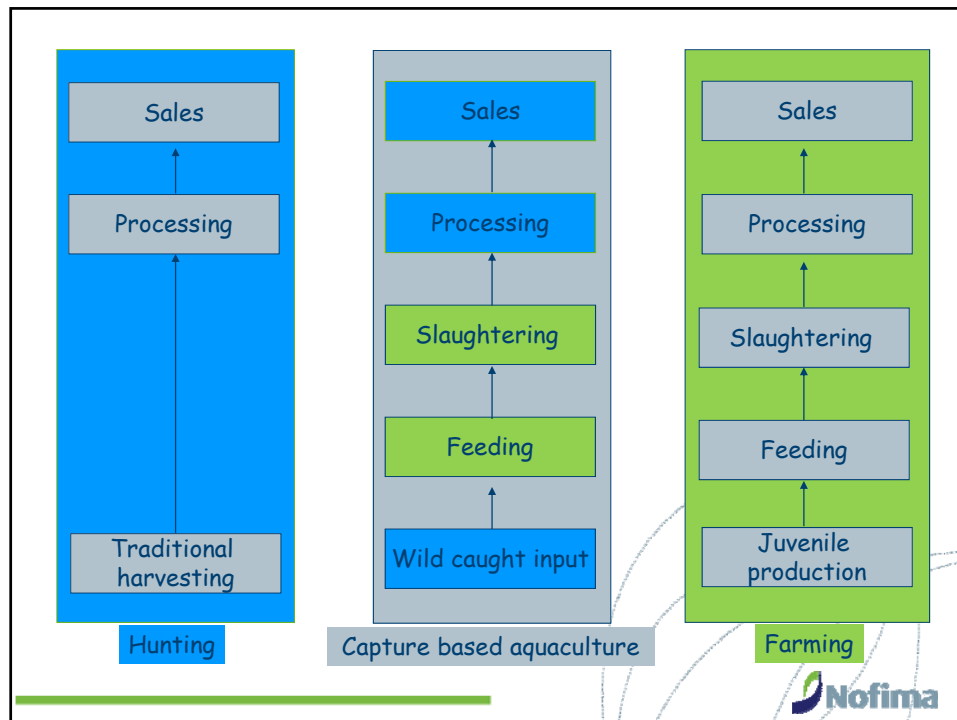 Sales
Processing
Traditional
harvesting
Hunting
Sales
Processing
Slaughtering
Feeding
Wild caught input
Capture based aquaculture
Sales
Processing
Slaughtering
Feeding
Juvenile
production
Farming
Nofima